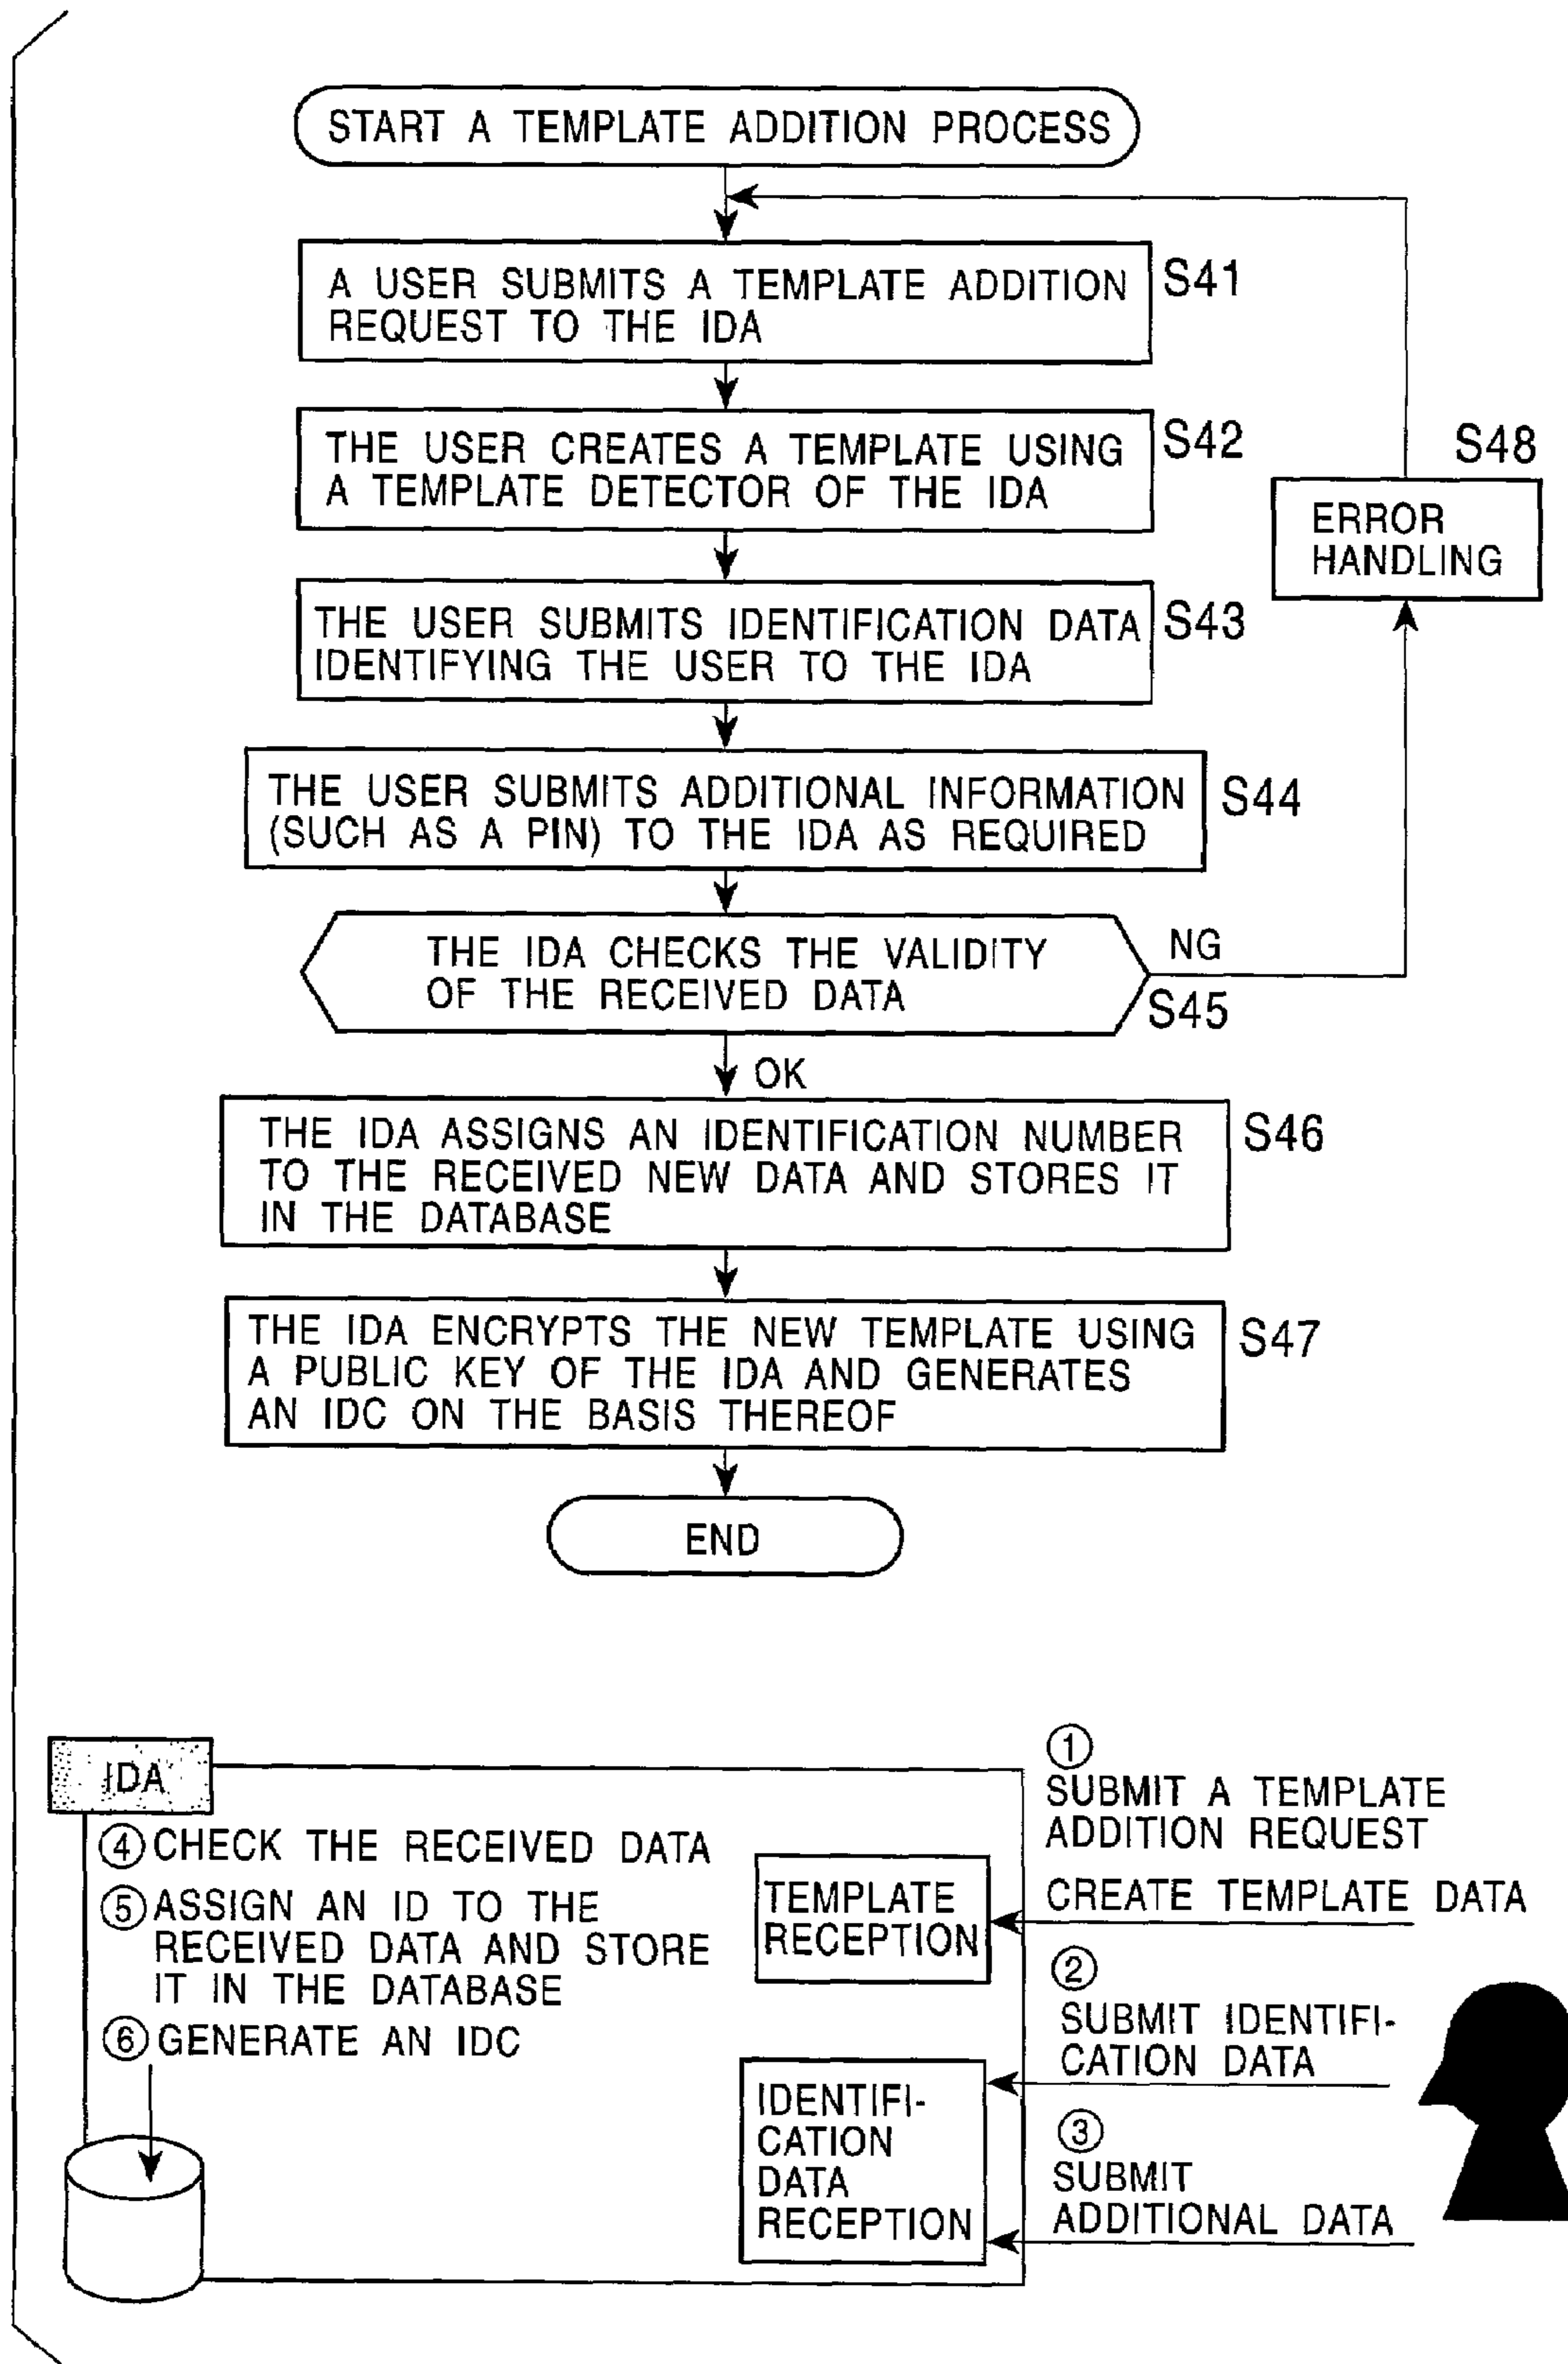 START A TEMPLATE ADDITION PROCESS
A USER SUBMITS A TEMPLATE ADDITION
REQUEST TO THE IDA
S41
THE USER CREATES A TEMPLATE USING
A TEMPLATE DETECTOR OF THE IDA
S42
S48
ERROR
HANDLING
THE USER SUBMITS IDENTIFICATION DATA
IDENTIFYING THE USER TO THE IDA
S43
THE USER SUBMITS ADDITIONAL INFORMATION
(SUCH AS A PIN) TO THE IDA AS REQUIRED
S44
THE IDA CHECKS THE VALIDITY
OF THE RECEIVED DATA
NG
S45
OK
THE IDA ASSIGNS AN IDENTIFICATION NUMBER
TO THE RECEIVED NEW DATA AND STORES IT
IN THE DATABASE
S46
THE IDA ENCRYPTS THE NEW TEMPLATE USING
A PUBLIC KEY OF THE IDA AND GENERATES
AN IDC ON THE BASIS THEREOF
S47
END
IDA
④ CHECK THE RECEIVED DATA
⑤ ASSIGN AN ID TO THE
RECEIVED DATA AND STORE
IT IN THE DATABASE
⑥ GENERATE AN IDC
TEMPLATE
RECEPTION
IDENTIFI-
CATION
DATA
RECEPTION
①
SUBMIT A TEMPLATE
ADDITION REQUEST
CREATE TEMPLATE DATA
②
SUBMIT IDENTIFI-
CATION DATA
③
SUBMIT
ADDITIONAL DATA